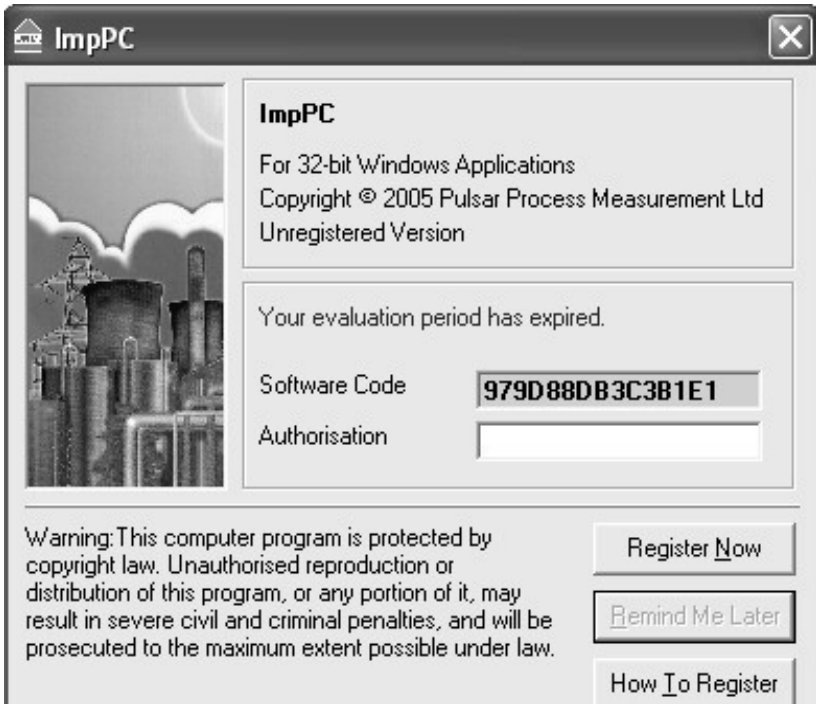 ImpPC
ImpPC
For 32-bit Windows Applications
Copyright © 2005 Pulsar Process Measurement Ltd
Unregistered Version
Your evaluation period has expired.
Software Code 979D88DB3C3B1E1
Authorisation
Warning:This computer program is protected by
copyright law. Unauthorised reproduction or
distribution of this program, or any portion of it, may
result in severe civil and criminal penalties, and will be
prosecuted to the maximum extent possible under law.
Register Now
Remind Me Later
How To Register